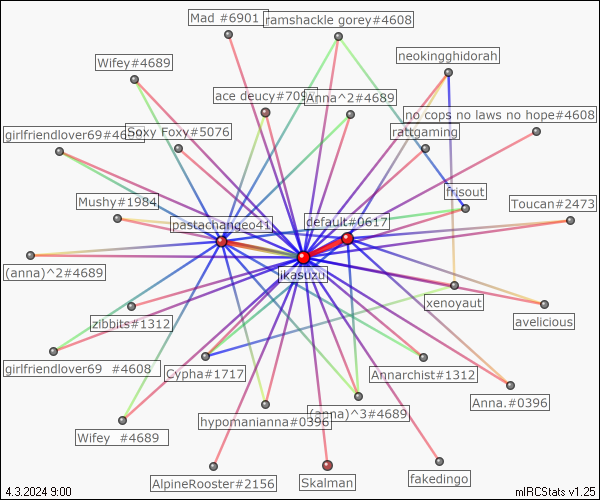 Mad #6901
ramshackle gorey#4608
neokingghidorah
Wifey#4689
ace deucy#709
Anna^2#4689
no cops no laws no hope#4608
girlfriendlover69#46
Soxy Foxy#5076
rattgaming
frisout
Mushy#1984
Toucan#2473
pastachangeo41
default#0617
(anna)^2#4689
jkasuzu
xenoyaut
avelicious
zibbits#1312
girlfriendlover69 #4608
Cypha#1717
Annarchist#1312
Anna.#0396
hypomanianna#0396
(anna)^3#4689
Wifey #4689
AlpineRooster#2156
Skalman
fakedingo
4.3.2024 9:00
mIRCStats v1.25